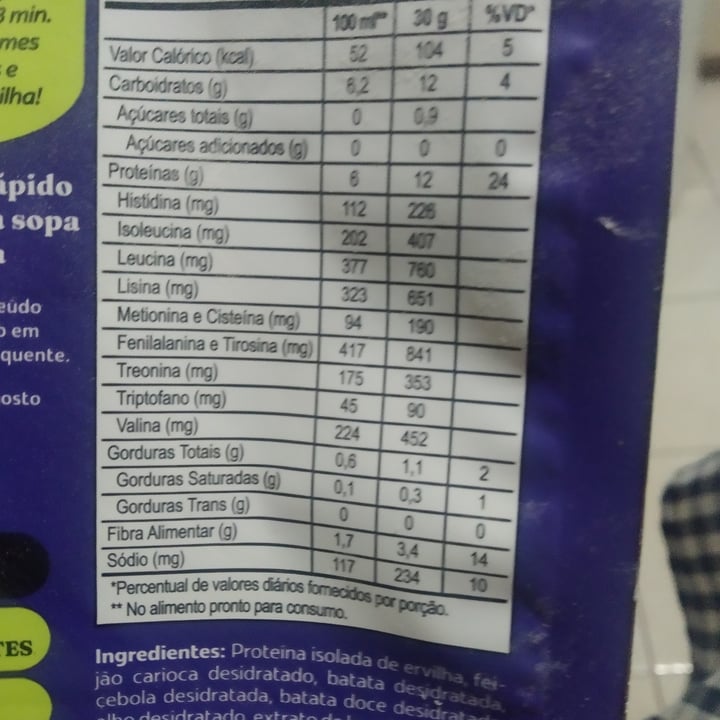 3 min.
mes
e
ilha!
ápido
sopa
eúdo
em
quente.
osto
TES
100 ml** 30 g %VD*
Valor Calórico (kcal) 52 104 5
Carboidratos (g) 6,2 12 4
Açúcares totais (g) 0 0,9
Açúcares adicionados (g) 0 0 0
Proteínas (g) 6 12 24
Histidina (mg) 112 226
Isoleucina (mg) 202 407
Leucina (mg) 377 760
Lisina (mg) 323 651
Metionina e Cisteína (mg) 94 190
Fenilalanina e Tirosina (mg) 417 841
Treonina (mg) 175 353
Triptofano (mg) 45 90
Valina (mg) 224 452
Gorduras Totais (g) 0,6 1,1 2
Gorduras Saturadas (g) 0,1 0,3 1
Gorduras Trans (g) 0 0 0
Fibra Alimentar (g) 1,7 3,4 14
Sódio (mg) 117 234 10
*Percentual de valores diários fornecidos por porção.
** No alimento pronto para consumo.
Ingredientes: Proteína isolada de ervilha, fei-
jão carioca desidratado, batata desidratada,
cebola desidratada, batata doce desidratada
alho desidratado, extrato de